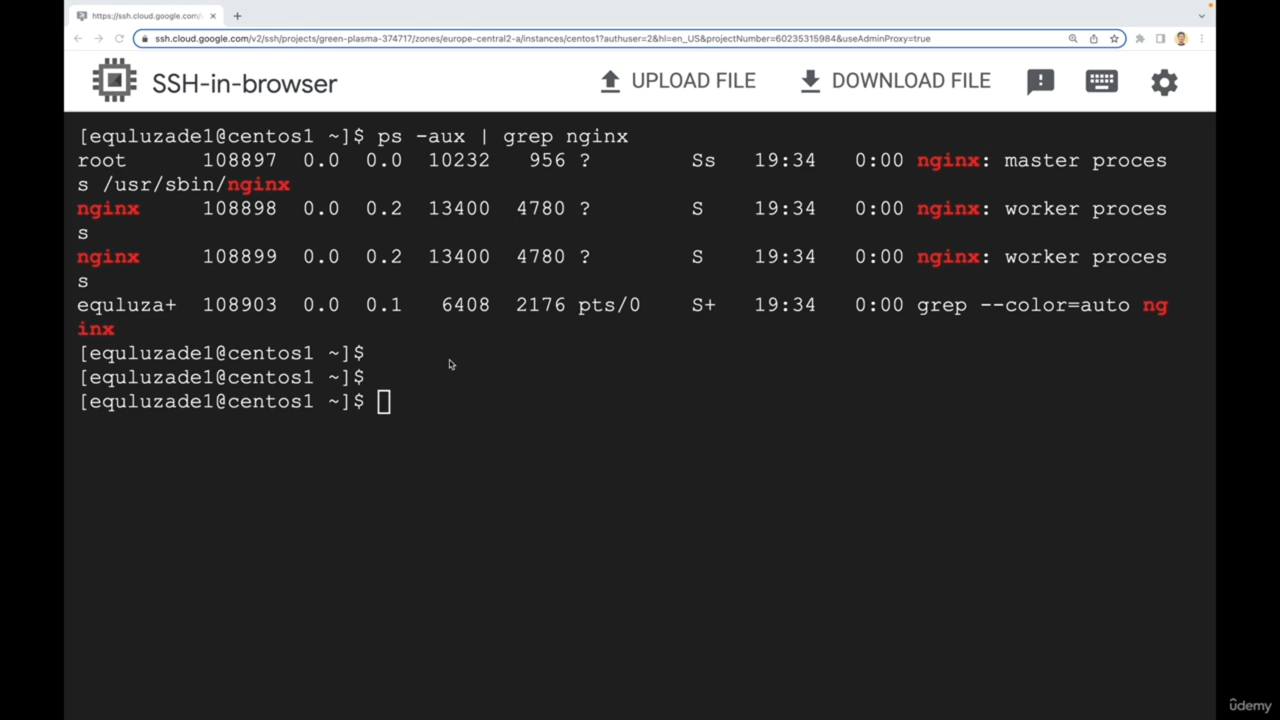 https://ssh.cloud.google.com/
ssh.cloud.google.com/v2/ssh/projects/green-plasma-374717/zones/europe-central2-a/instances/centos1?authuser=2&hl=en_US&projectNumber=60235315984&useAdminProxy=true
SSH-in-browser UPLOAD FILE DOWNLOAD FILE
[equluzade1@centos1 ~]$ ps -aux | grep nginx
root 108897 0.0 0.0 10232 956 ? Ss 19:34 0:00 nginx: master proces
s /usr/sbin/nginx
nginx 108898 0.0 0.2 13400 4780 ? S 19:34 0:00 nginx: worker proces
s
nginx 108899 0.0 0.2 13400 4780 ? S 19:34 0:00 nginx: worker proces
s
equluza+ 108903 0.0 0.1 6408 2176 pts/0 S+ 19:34 0:00 grep --color=auto ng
inx
[equluzade1@centos1 ~]$
[equluzade1@centos1 ~]$
[equluzade1@centos1 ~]$
ûdemy